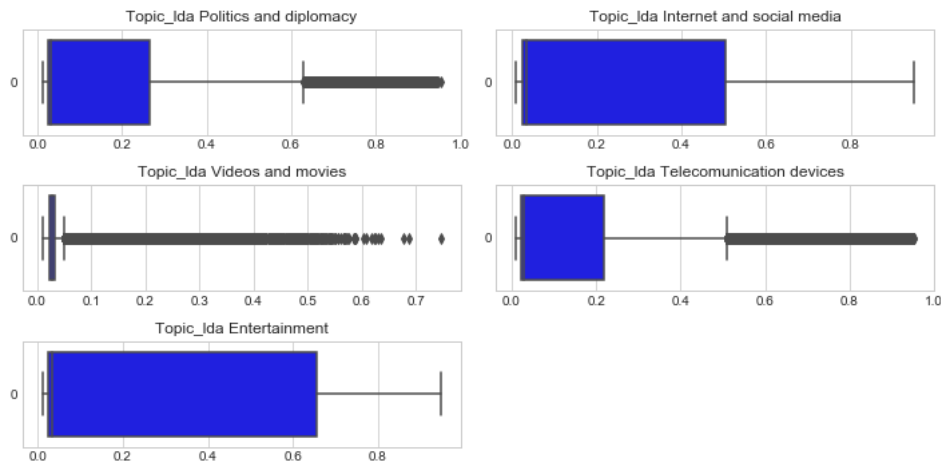 Topic_lda Politics and diplomacy
0
0.0 0.2 0.4 0.6 0.8 1.0
Topic_lda Internet and social media
0
0.0 0.2 0.4 0.6 0.8
Topic_lda Videos and movies
0
0.0 0.1 0.2 0.3 0.4 0.5 0.6 0.7
Topic_lda Telecomunication devices
0
0.0 0.2 0.4 0.6 0.8 1.0
Topic_lda Entertainment
0
0.0 0.2 0.4 0.6 0.8